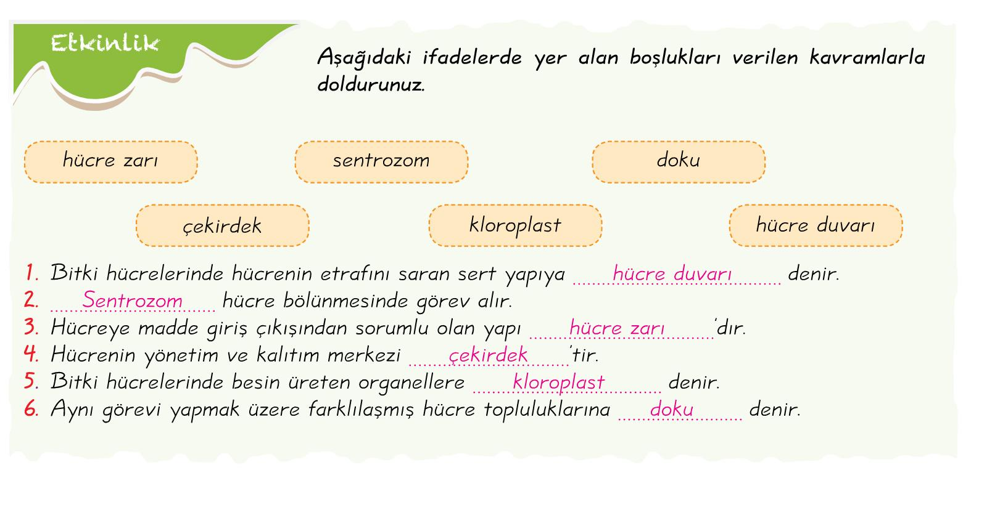 Etkinlik
Aşağıdaki ifadelerde yer alan boşlukları verilen kavramlarla
doldurunuz.
hücre zarı sentrozom doku
çekirdek kloroplast hücre duvarı
1. Bitki hücrelerinde hücrenin etrafını saran sert yapıya hücre duvarı denir.
2. Sentrozom hücre bölünmesinde görev alır.
3. Hücreye madde giriş çıkışından sorumlu olan yapı hücre zarı 'dır.
4. Hücrenin yönetim ve kalıtım merkezi çekirdek 'tir.
5. Bitki hücrelerinde besin üreten organellere kloroplast denir.
6. Aynı görevi yapmak üzere farklılaşmış hücre topluluklarına doku denir.